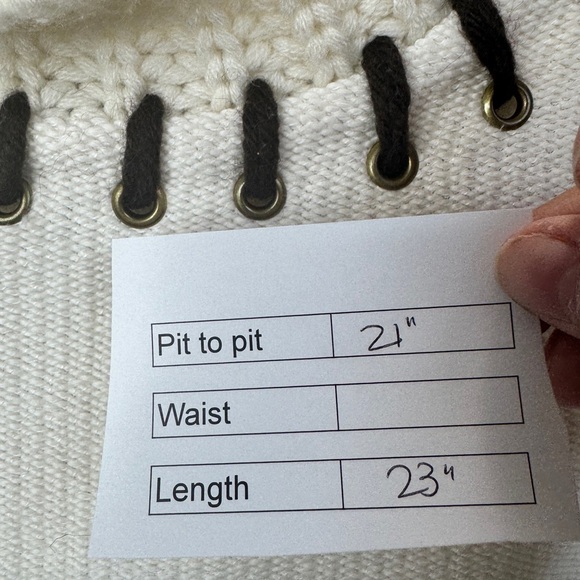 Pit to pit 21"
Waist
Length 23"